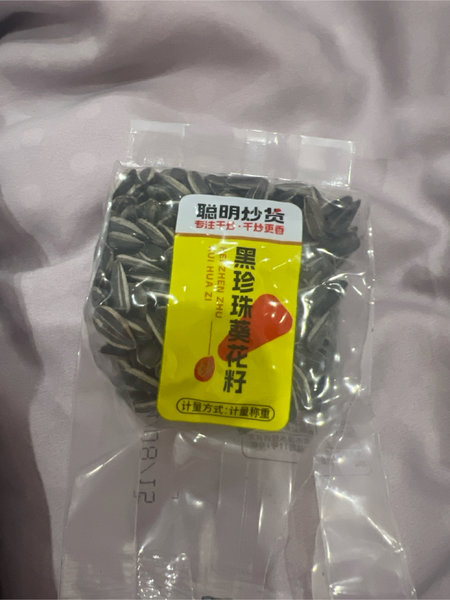 聪明炒货
专注干炒·干炒更香
黑珍珠葵花籽
HEI ZHEN ZHU
KUI HUA ZI
计量方式:计量称重